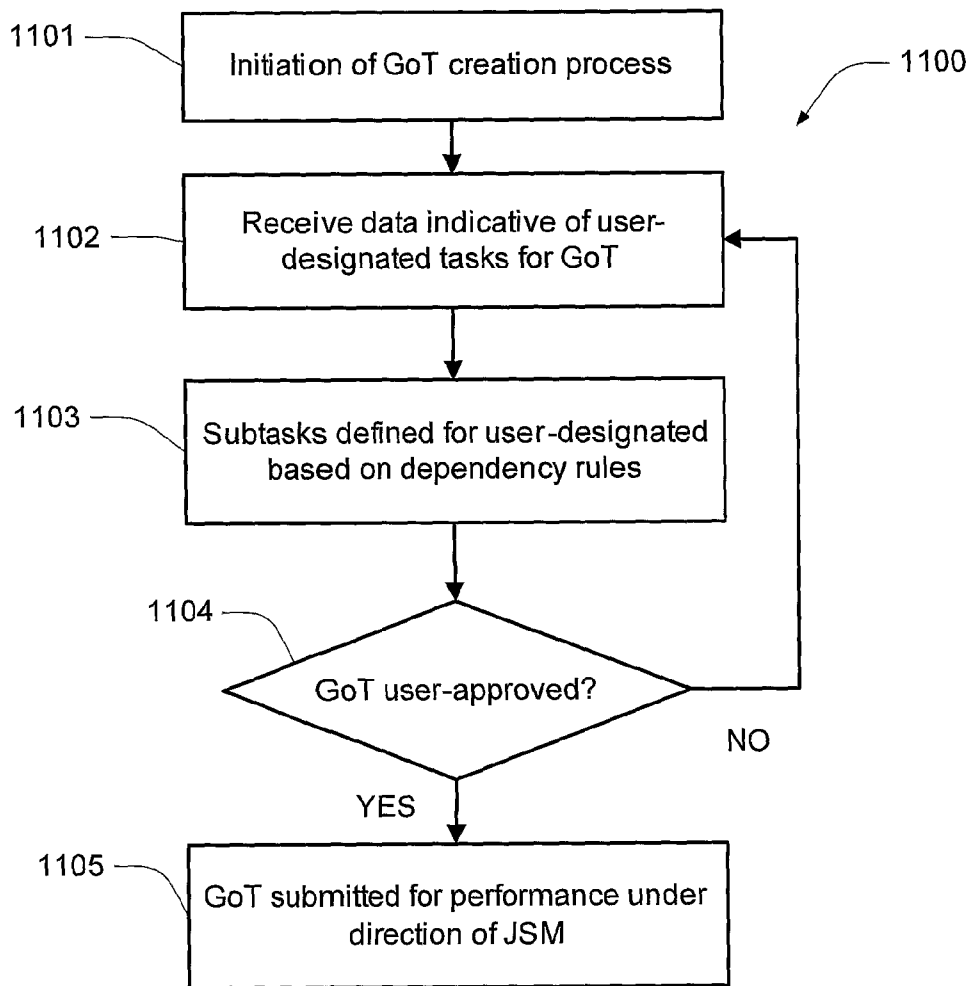 1101
Initiation of GoT creation process
1100
1102
Receive data indicative of user-
designated tasks for GoT
1103
Subtasks defined for user-designated
based on dependency rules
1104
GoT user-approved?
NO
YES
1105
GoT submitted for performance under
direction of JSM